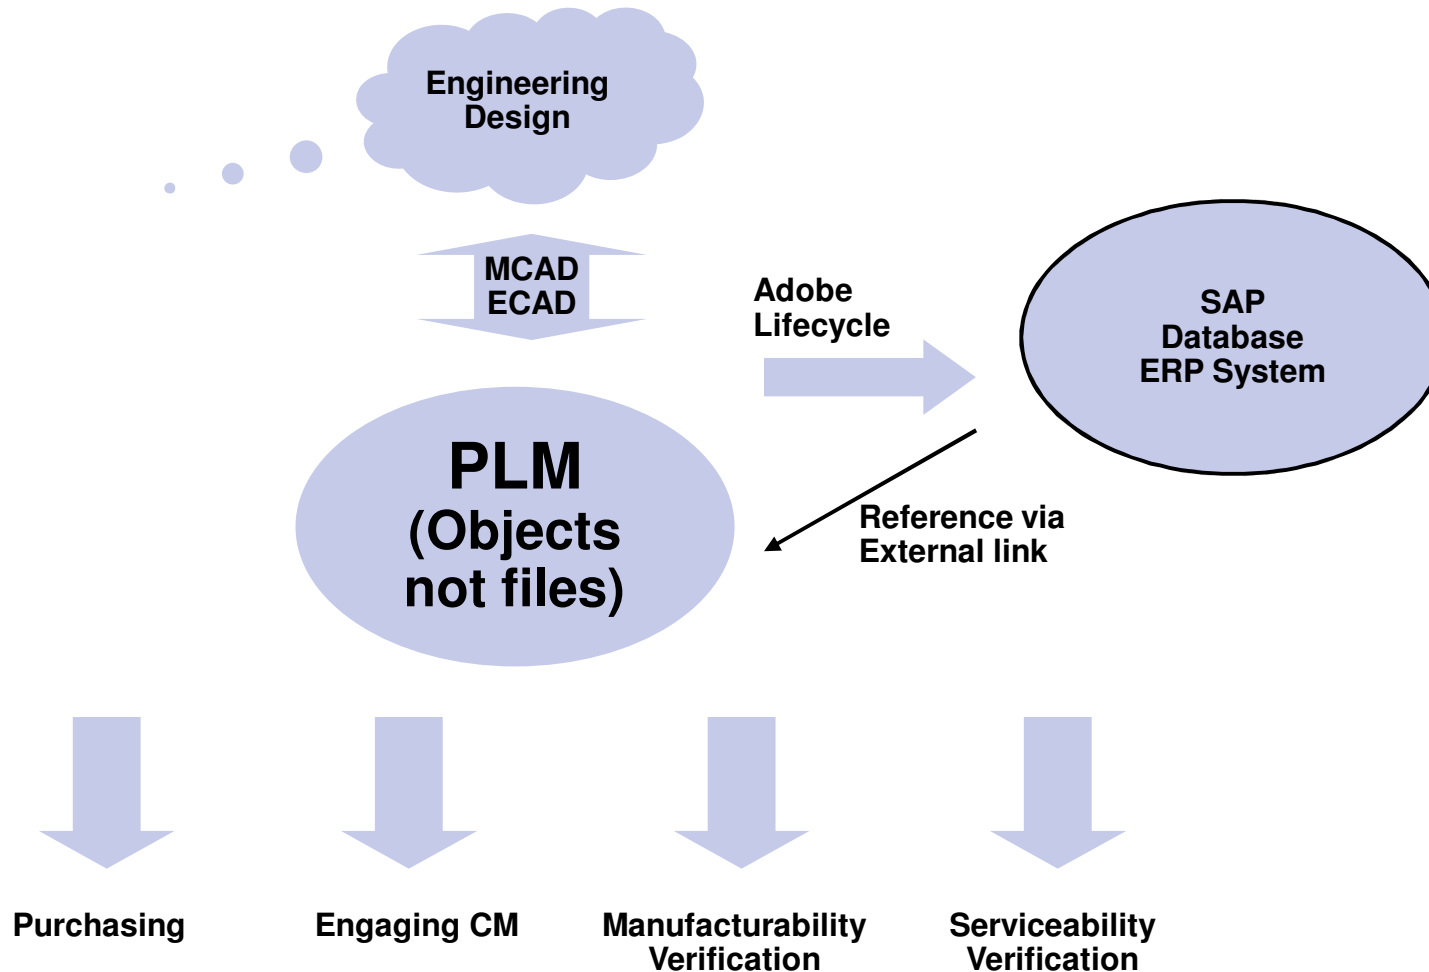 Engineering
Design
MCAD
ECAD
Adobe
Lifecycle
SAP
Database
ERP System
PLM
(Objects
not files)
Reference via
External link
Purchasing
Engaging CM
Manufacturability
Verification
Serviceability
Verification